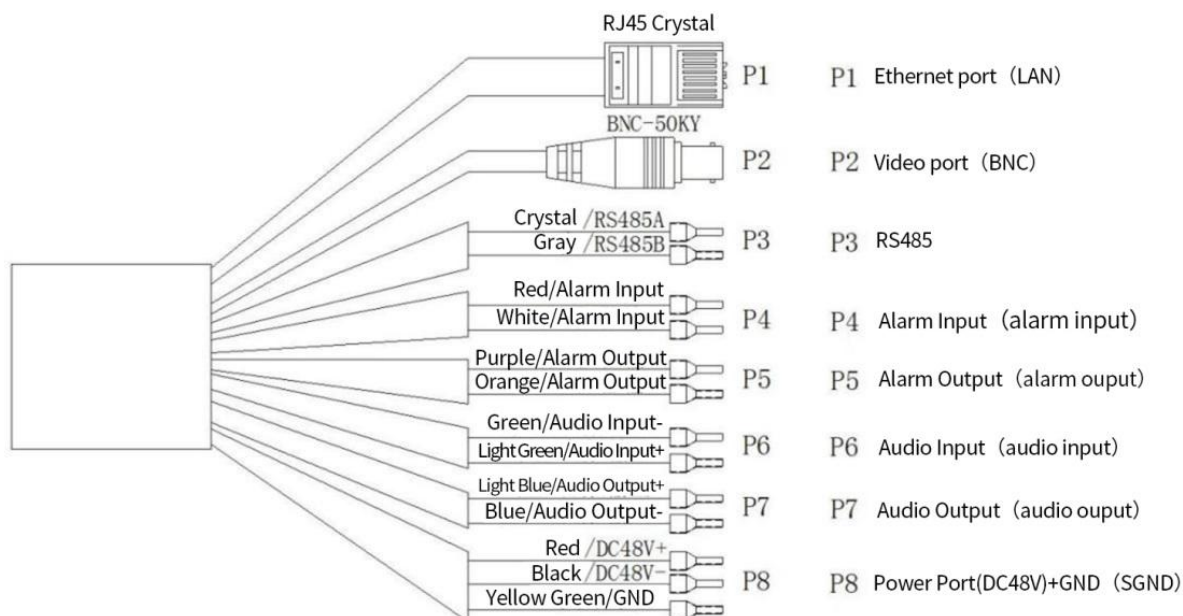 RJ45 Crystal
P1 P1 Ethernet port（LAN）
BNC-50KY
P2 P2 Video port（BNC）
Crystal /RS485A
Gray /RS485B
P3 P3 RS485
Red/Alarm Input
White/Alarm Input
P4 P4 Alarm Input（alarm input）
Purple/Alarm Output
Orange/Alarm Output
P5 P5 Alarm Output（alarm ouput）
Green/Audio Input-
Light Green/Audio Input+
P6 P6 Audio Input（audio input）
Light Blue/Audio Output+
Blue/Audio Output-
P7 P7 Audio Output（audio ouput）
Red /DC48V+
Black /DC48V-
Yellow Green/GND
P8 P8 Power Port(DC48V)+GND（SGND）